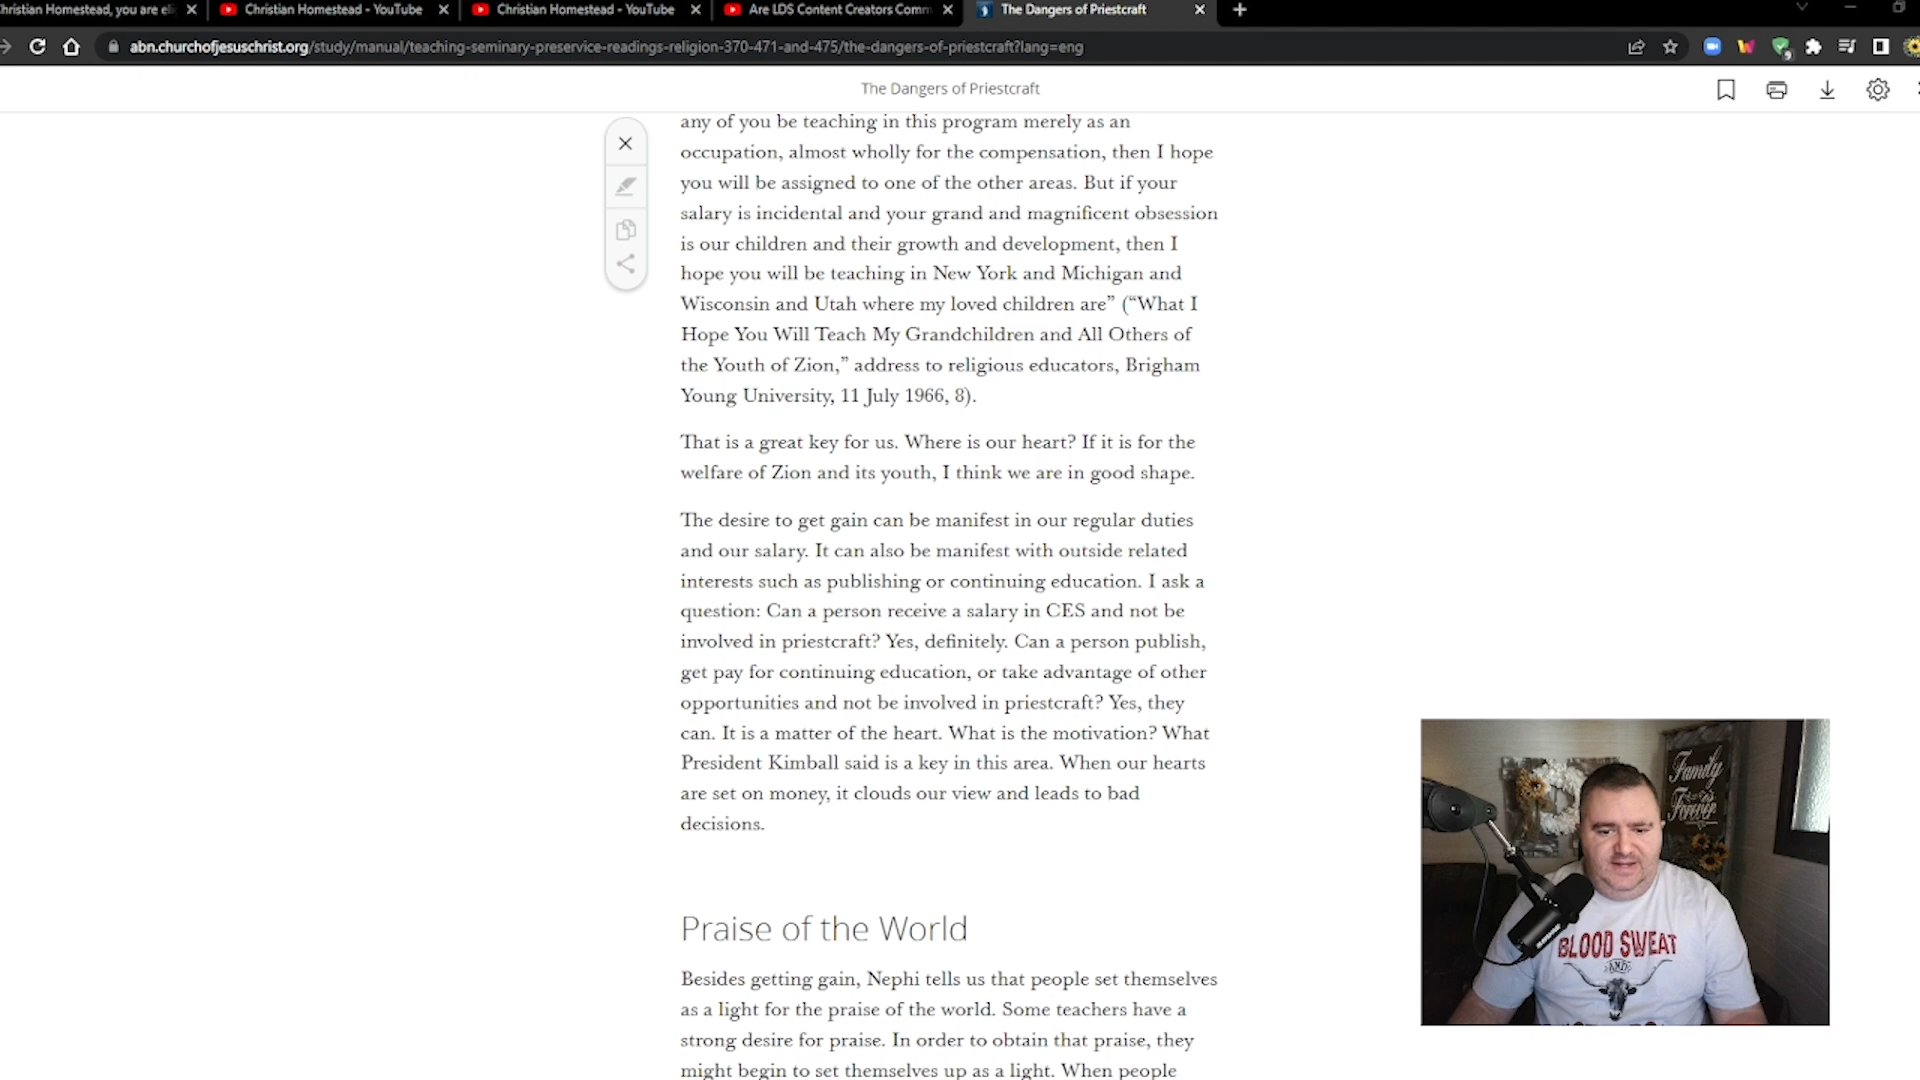 hristian Homestead, you are eli
Christian Homestead - YouTube
Christian Homestead - YouTube
Are LDS Content Creators Comm
The Dangers of Priestcraft
abn.churchofjesuschrist.org/study/manual/teaching-seminary-preservice-readings-religion-370-471-and-475/the-dangers-of-priestcraft?lang=eng
The Dangers of Priestcraft
any of you be teaching in this program merely as an
occupation, almost wholly for the compensation, then I hope
you will be assigned to one of the other areas. But if your
salary is incidental and your grand and magnificent obsession
is our children and their growth and development, then I
hope you will be teaching in New York and Michigan and
Wisconsin and Utah where my loved children are” (“What I
Hope You Will Teach My Grandchildren and All Others of
the Youth of Zion,” address to religious educators, Brigham
Young University, 11 July 1966, 8).
That is a great key for us. Where is our heart? If it is for the
welfare of Zion and its youth, I think we are in good shape.
The desire to get gain can be manifest in our regular duties
and our salary. It can also be manifest with outside related
interests such as publishing or continuing education. I ask a
question: Can a person receive a salary in CES and not be
involved in priestcraft? Yes, definitely. Can a person publish,
get pay for continuing education, or take advantage of other
opportunities and not be involved in priestcraft? Yes, they
can. It is a matter of the heart. What is the motivation? What
President Kimball said is a key in this area. When our hearts
are set on money, it clouds our view and leads to bad
decisions.
Praise of the World
Besides getting gain, Nephi tells us that people set themselves
as a light for the praise of the world. Some teachers have a
strong desire for praise. In order to obtain that praise, they
might begin to set themselves up as a light. When people
Family
Forever
BLOOD SWEAT
AND